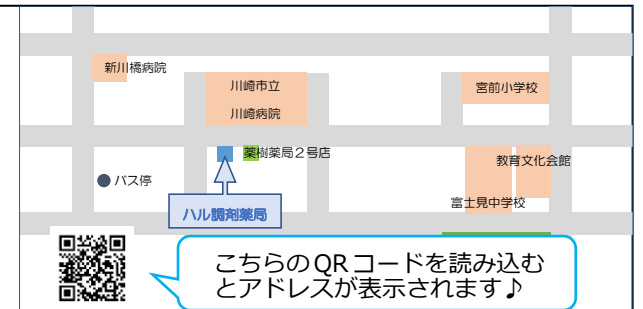 新川橋病院
川崎市立
川崎病院
宮前小学校
薬樹薬局２号店
教育文化会館
バス停
富士見中学校
ハル調剤薬局
こちらのQRコードを読み込む
とアドレスが表示されます♪